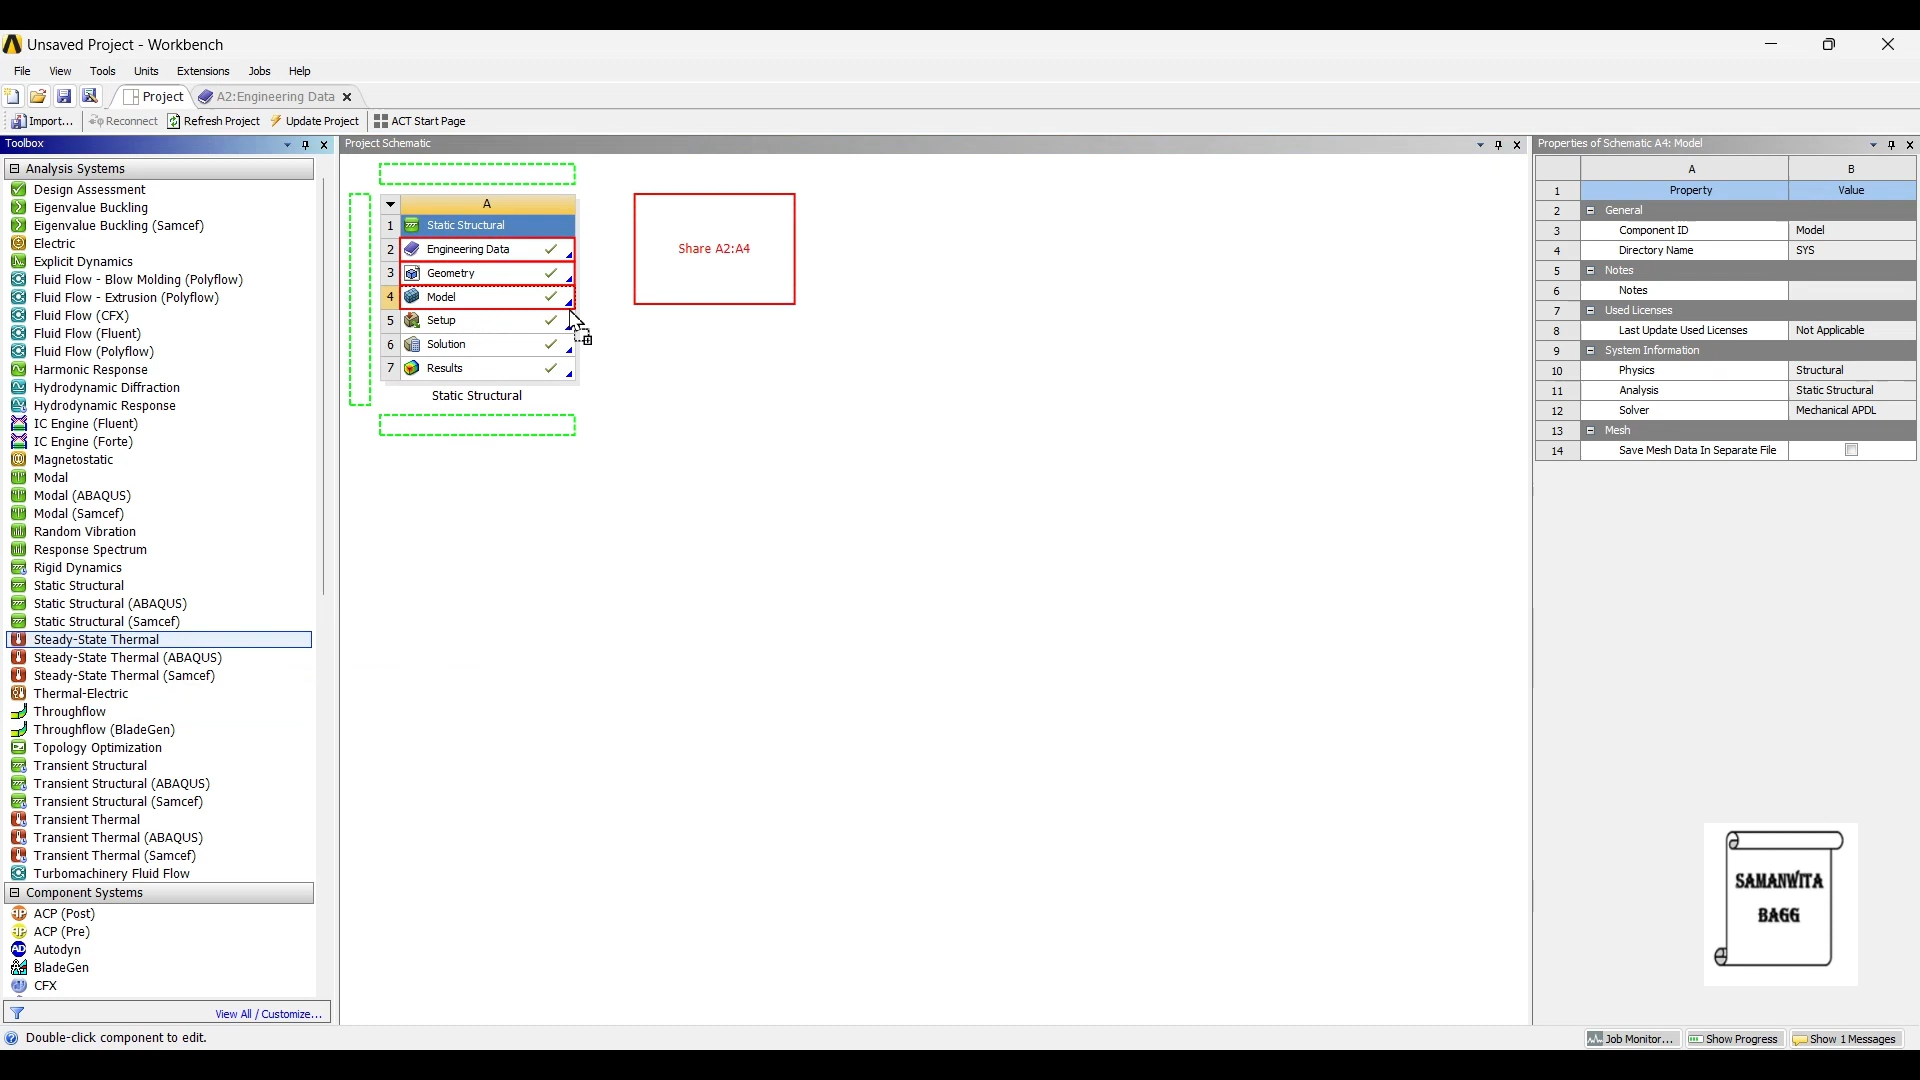 Unsaved Project - Workbench
File View Tools Units Extensions Jobs Help
Project A2:Engineering Data
Import... Reconnect Refresh Project Update Project ACT Start Page
Toolbox
Analysis Systems
Design Assessment
Eigenvalue Buckling
Eigenvalue Buckling (Samcef)
Electric
Explicit Dynamics
Fluid Flow - Blow Molding (Polyflow)
Fluid Flow - Extrusion (Polyflow)
Fluid Flow (CFX)
Fluid Flow (Fluent)
Fluid Flow (Polyflow)
Harmonic Response
Hydrodynamic Diffraction
Hydrodynamic Response
IC Engine (Fluent)
IC Engine (Forte)
Magnetostatic
Modal
Modal (ABAQUS)
Modal (Samcef)
Random Vibration
Response Spectrum
Rigid Dynamics
Static Structural
Static Structural (ABAQUS)
Static Structural (Samcef)
Steady-State Thermal
Steady-State Thermal (ABAQUS)
Steady-State Thermal (Samcef)
Thermal-Electric
Throughflow
Throughflow (BladeGen)
Topology Optimization
Transient Structural
Transient Structural (ABAQUS)
Transient Structural (Samcef)
Transient Thermal
Transient Thermal (ABAQUS)
Transient Thermal (Samcef)
Turbomachinery Fluid Flow
Component Systems
ACP (Post)
ACP (Pre)
Autodyn
BladeGen
CFX
View All / Customize...
Project Schematic
A
1 Static Structural
2 Engineering Data
3 Geometry
4 Model
5 Setup
6 Solution
7 Results
Static Structural
Share A2:A4
Properties of Schematic A4: Model
A B
1 Property Value
2 General
3 Component ID Model
4 Directory Name SYS
5 Notes
6 Notes
7 Used Licenses
8 Last Update Used Licenses Not Applicable
9 System Information
10 Physics Structural
11 Analysis Static Structural
12 Solver Mechanical APDL
13 Mesh
14 Save Mesh Data In Separate File
SAMANWITA
BAGG
Double-click component to edit.
Job Monitor... Show Progress Show 1 Messages